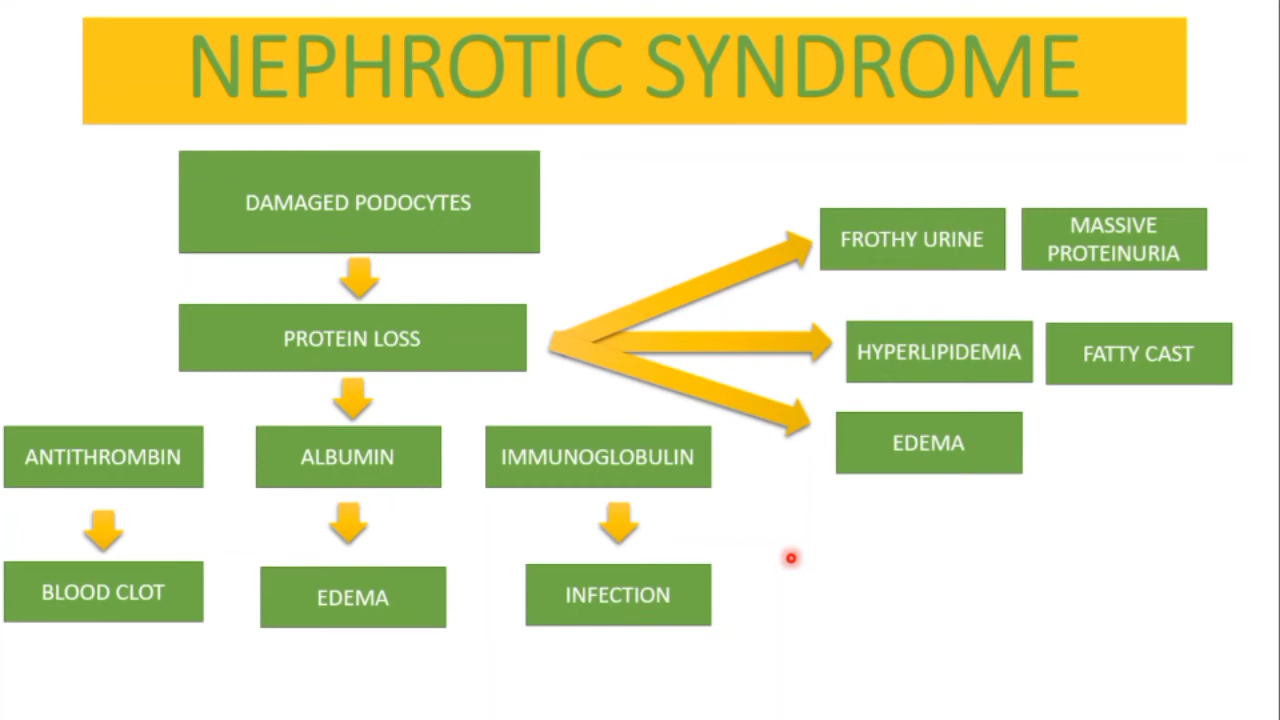 NEPHROTIC SYNDROME
DAMAGED PODOCYTES
PROTEIN LOSS
ANTITHROMBIN
ALBUMIN
IMMUNOGLOBULIN
BLOOD CLOT
EDEMA
INFECTION
FROTHY URINE
MASSIVE
PROTEINURIA
HYPERLIPIDEMIA
FATTY CAST
EDEMA